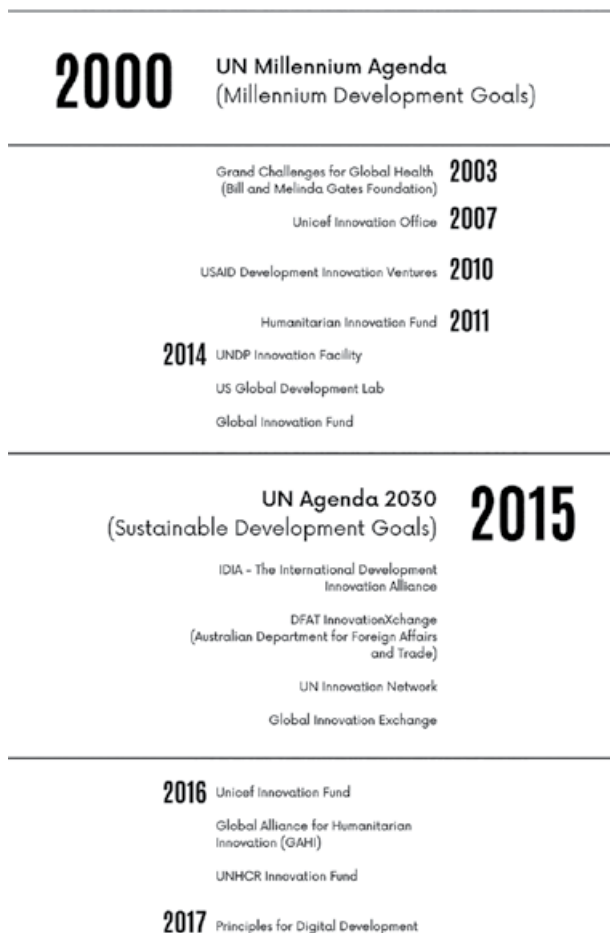 2000 UN Millennium Agenda
(Millennium Development Goals)
Grand Challenges for Global Health 2003
(Bill and Melinda Gates Foundation)
Unicef Innovation Office 2007
USAID Development Innovation Ventures 2010
Humanitarian Innovation Fund 2011
2014 UNDP Innovation Facility
US Global Development Lab
Global Innovation Fund
UN Agenda 2030 2015
(Sustainable Development Goals)
IDIA - The International Development
Innovation Alliance
DFAT InnovationXchange
(Australian Department for Foreign Affairs
and Trade)
UN Innovation Network
Global Innovation Exchange
2016 Unicef Innovation Fund
Global Alliance for Humanitarian
Innovation (GAHI)
UNHCR Innovation Fund
2017 Principles for Digital Development